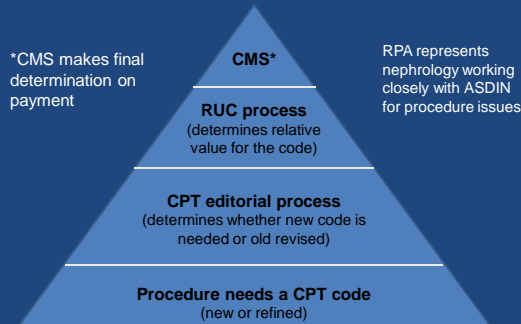 *CMS makes final
determination on
payment
CMS*
RPA represents
nephrology working
closely with ASDIN
for procedure issues
RUC process
(determines relative
value for the code)
CPT editorial process
(determines whether new code is
needed or old revised)
Procedure needs a CPT code
(new or refined)